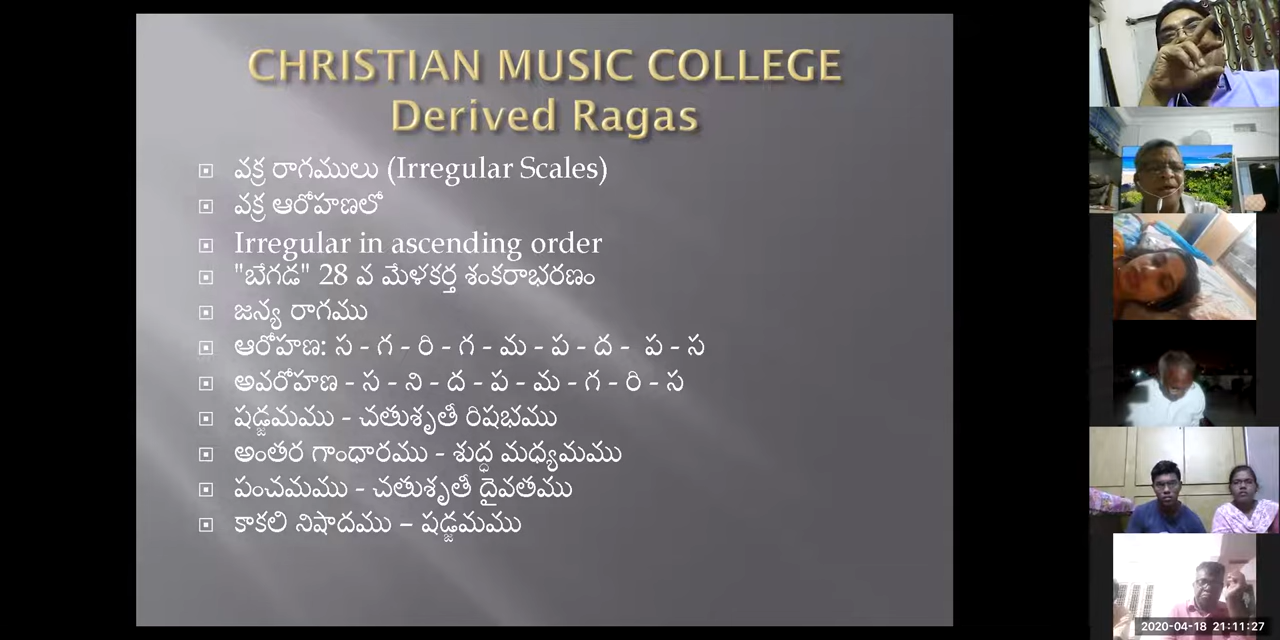 CHRISTIAN MUSIC COLLEGE
Derived Ragas
వక్ర రాగములు (Irregular Scales)
వక్ర ఆరోహణలో
Irregular in ascending order
"బేగడ" 28 వ మేళకర్త శంకరాభరణం
జన్య రాగము
ఆరోహణ: స - గ - రి - గ - మ - ప - ద - ప - స
అవరోహణ - స - ని - ద - ప - మ - గ - రి - స
షడ్జమము - చతుశృతీ రిషభము
అంతర గాంధారము - శుద్ధ మధ్యమము
పంచమము - చతుశృతీ దైవతము
కాకలి నిషాదము – షడ్జమము
2020-04-18 21:11:27